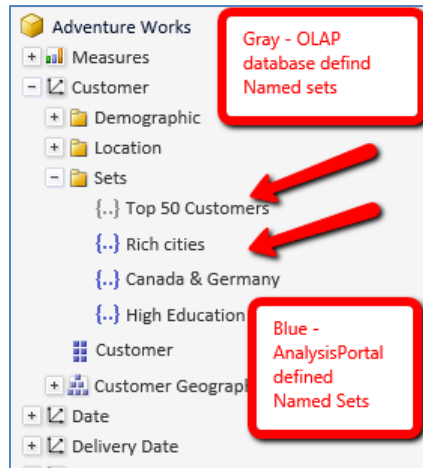 Adventure Works
Measures
Customer
Demographic
Location
Sets
{..} Top 50 Customers
{..} Rich cities
{..} Canada & Germany
{..} High Education
Customer
Customer Geograp
Date
Delivery Date
Gray - OLAP
database defind
Named sets
Blue -
AnalysisPortal
defined
Named Sets